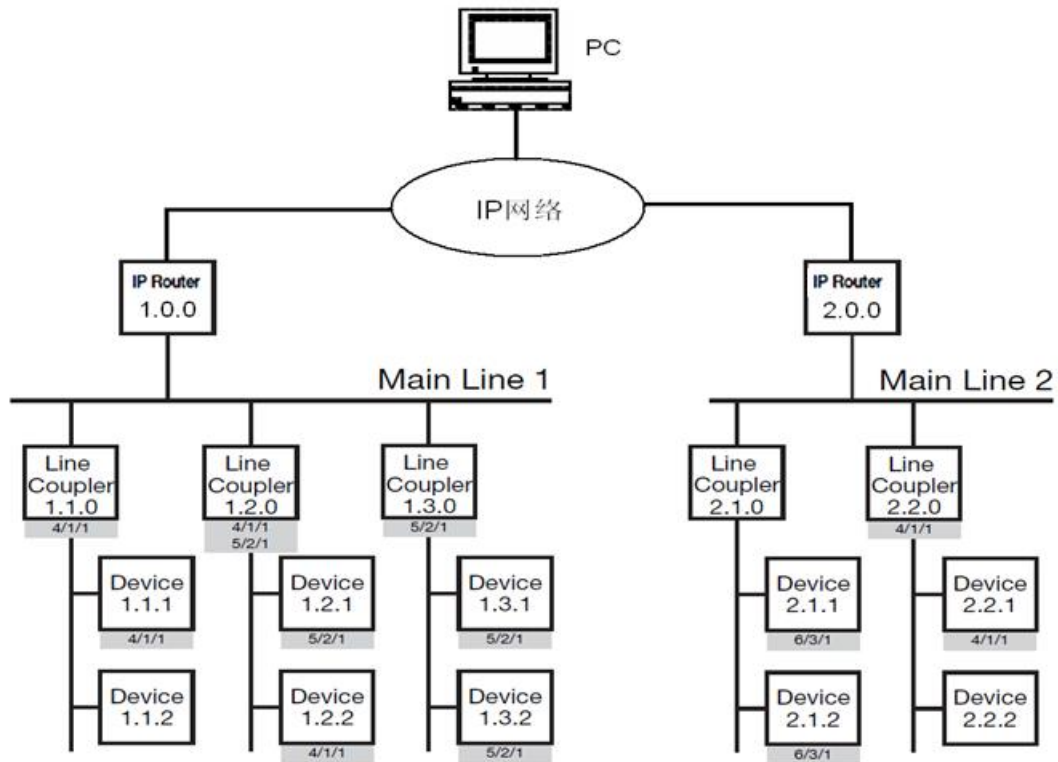 PC
IP网络
IP Router
1.0.0
IP Router
2.0.0
Main Line 1
Main Line 2
Line
Coupler
1.1.0
4/1/1
Line
Coupler
1.2.0
4/1/1
5/2/1
Line
Coupler
1.3.0
5/2/1
Line
Coupler
2.1.0
Line
Coupler
2.2.0
4/1/1
Device
1.1.1
4/1/1
Device
1.2.1
5/2/1
Device
1.3.1
5/2/1
Device
2.1.1
6/3/1
Device
2.2.1
4/1/1
Device
1.1.2
Device
1.2.2
4/1/1
Device
1.3.2
5/2/1
Device
2.1.2
6/3/1
Device
2.2.2